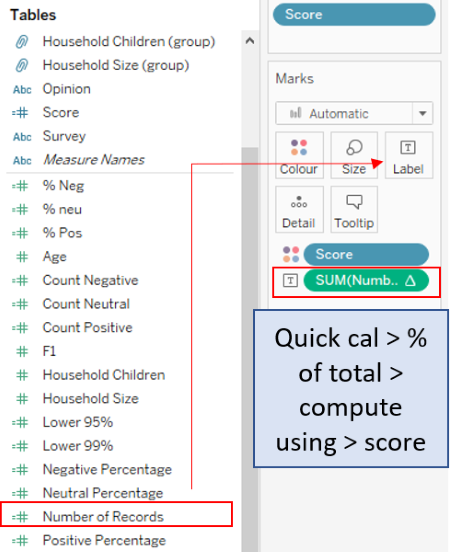 Tables
Household Children (group)
Household Size (group)
Abc Opinion
Score
Abc Survey
Abc Measure Names
% Neg
% neu
% Pos
Age
Count Negative
Count Neutral
Count Positive
F1
Household Children
Household Size
Lower 95%
Lower 99%
Negative Percentage
Neutral Percentage
Number of Records
Positive Percentage
Score
Marks
Automatic
Colour Size Label
Detail Tooltip
Score
SUM(Numb.. Δ
Quick cal > %
of total >
compute
using > score